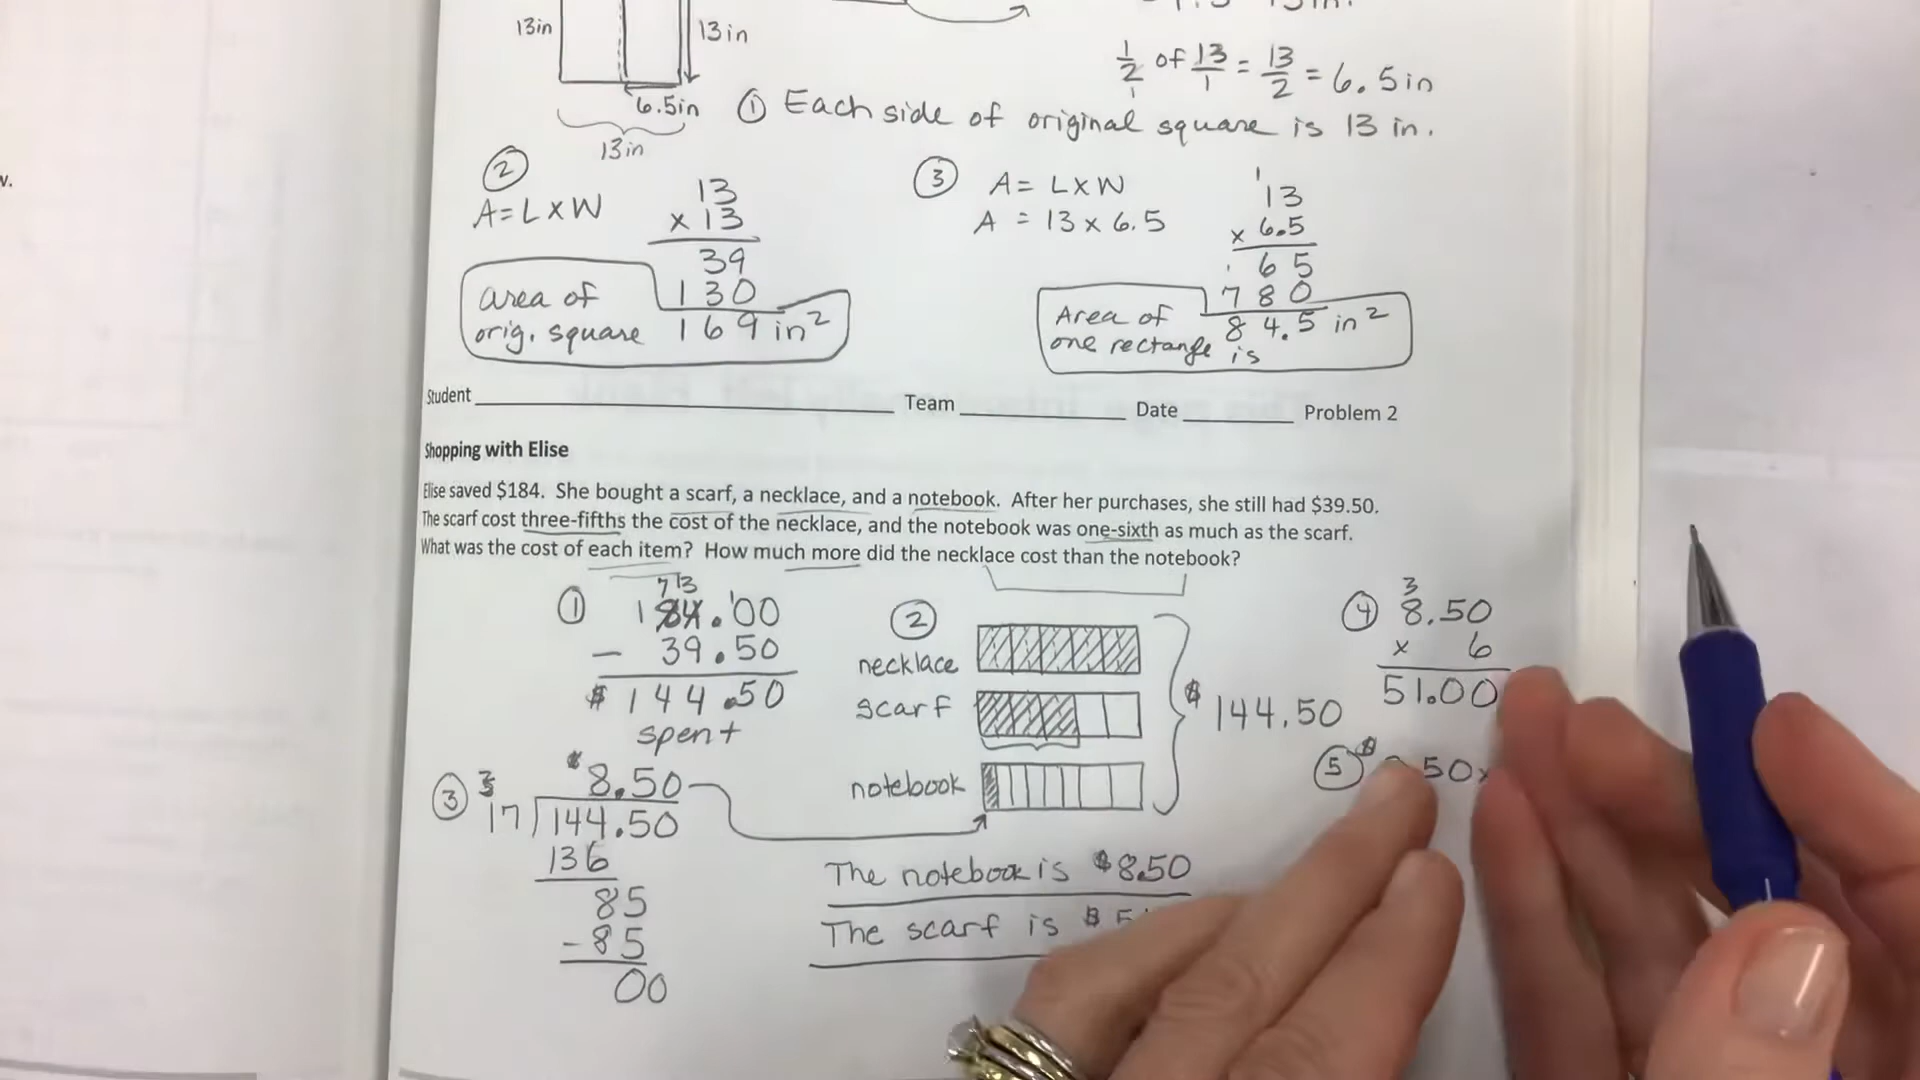 13in
13in
1/2 of 13/1 = 13/2 = 6.5in
6.5in
13in
① Each side of original square is 13 in.
②
A=LxW
13
x 13
39
130
169 in²
area of
orig. square
③ A= LxW
A = 13 x 6.5
1
13
x 6.5
65
780
84.5 in²
Area of
one rectangle is
Student Team Date Problem 2
Shopping with Elise
Elise saved $184. She bought a scarf, a necklace, and a notebook. After her purchases, she still had $39.50.
The scarf cost three-fifths the cost of the necklace, and the notebook was one-sixth as much as the scarf.
What was the cost of each item? How much more did the necklace cost than the notebook?
①
7 13
184.00
- 39.50
$144.50
spent
②
necklace
scarf
notebook
$144.50
③
$8.50
17 144.50
136
85
-85
00
The notebook is $8.50
The scarf is $
④
3
8.50
x 6
51.00
⑤ $
50x
v.